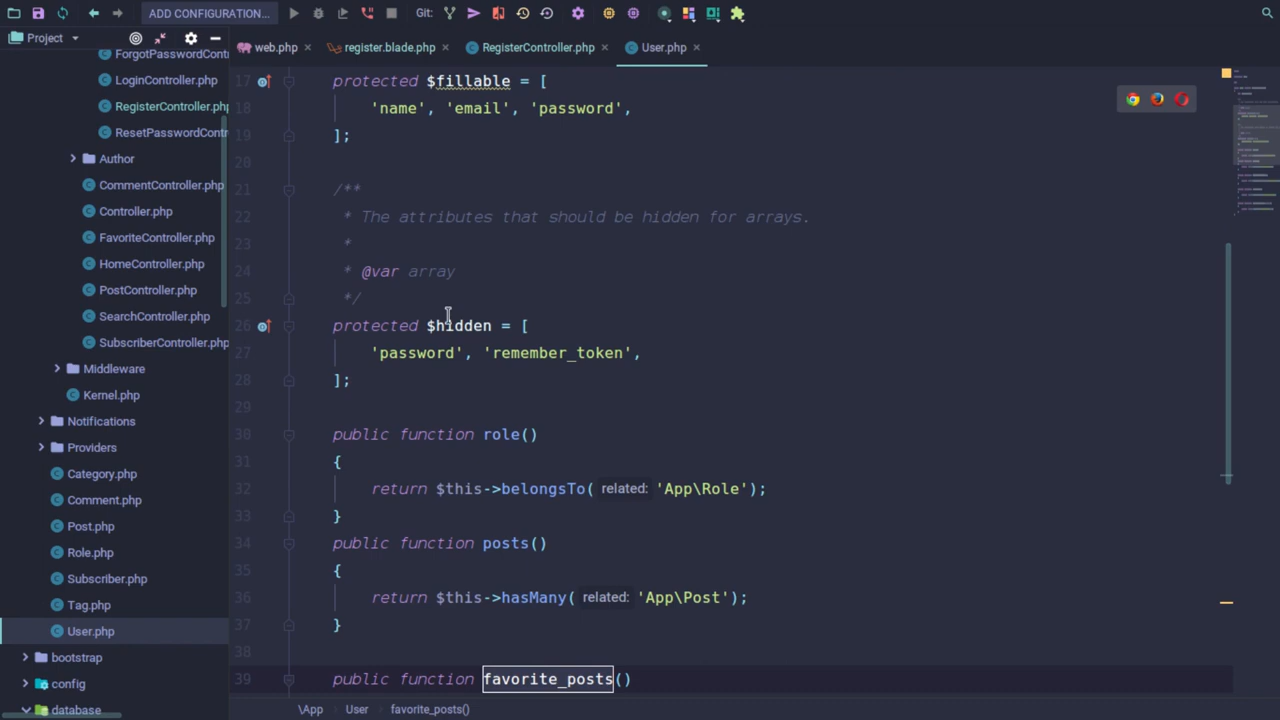 ADD CONFIGURATION...
Git:
Project
web.php
register.blade.php
RegisterController.php
User.php
ForgotPasswordContr
LoginController.php
RegisterController.php
ResetPasswordContr
Author
CommentController.php
Controller.php
FavoriteController.php
HomeController.php
PostController.php
SearchController.php
SubscriberController.php
Middleware
Kernel.php
Notifications
Providers
Category.php
Comment.php
Post.php
Role.php
Subscriber.php
Tag.php
User.php
bootstrap
config
database
17 protected $fillable = [
18 'name', 'email', 'password',
19 ];
20
21 /**
22 * The attributes that should be hidden for arrays.
23 *
24 * @var array
25 */
26 protected $hidden = [
27 'password', 'remember_token',
28 ];
29
30 public function role()
31 {
32 return $this->belongsTo( related: 'App\Role');
33 }
34 public function posts()
35 {
36 return $this->hasMany( related: 'App\Post');
37 }
38
39 public function favorite_posts()
\App User favorite_posts()